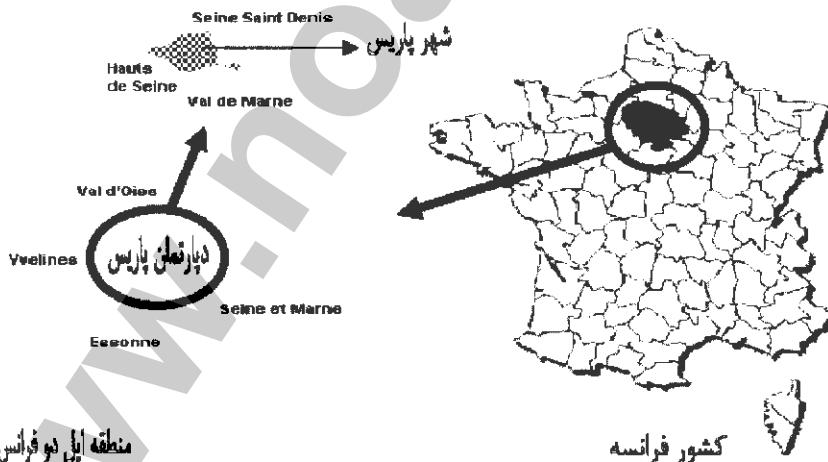 Seine Saint Denis
شهر پاریس
Hauts
de Seine
Val de Marne
Val d'Oise
دپارتمان پاریس
Yvelines
Seine et Marne
Essonne
منطقه ایل دو فرانس
کشور فرانسه